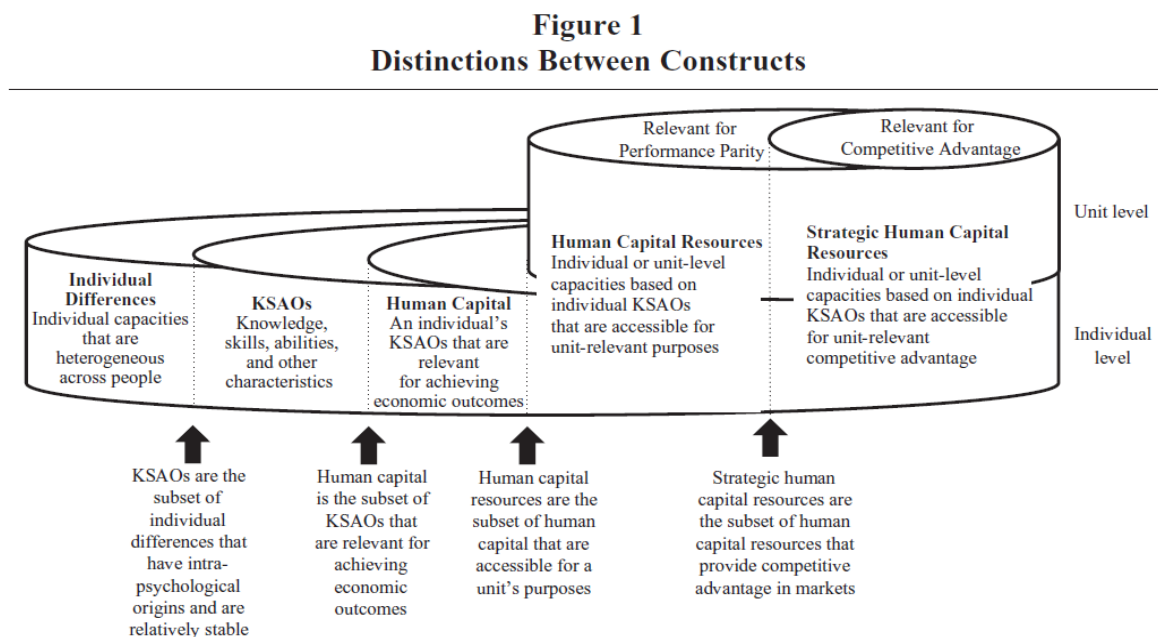 Figure 1
Distinctions Between Constructs
Relevant for
Performance Parity
Relevant for
Competitive Advantage
Unit level
Individual
level
Individual
Differences
Individual capacities
that are
heterogeneous
across people
KSAOs
Knowledge,
skills, abilities,
and other
characteristics
Human Capital
An individual's
KSAOs that are
relevant
for achieving
economic outcomes
Human Capital Resources
Individual or unit-level
capacities based on
individual KSAOs
that are accessible for
unit-relevant purposes
Strategic Human Capital
Resources
Individual or unit-level
capacities based on individual
KSAOs that are accessible
for unit-relevant
competitive advantage
KSAOs are the
subset of
individual
differences that
have intra-
psychological
origins and are
relatively stable
Human capital
is the subset of
KSAOs that
are relevant for
achieving
economic
outcomes
Human capital
resources are the
subset of human
capital that are
accessible for a
unit's purposes
Strategic human
capital resources are
the subset of human
capital resources that
provide competitive
advantage in markets